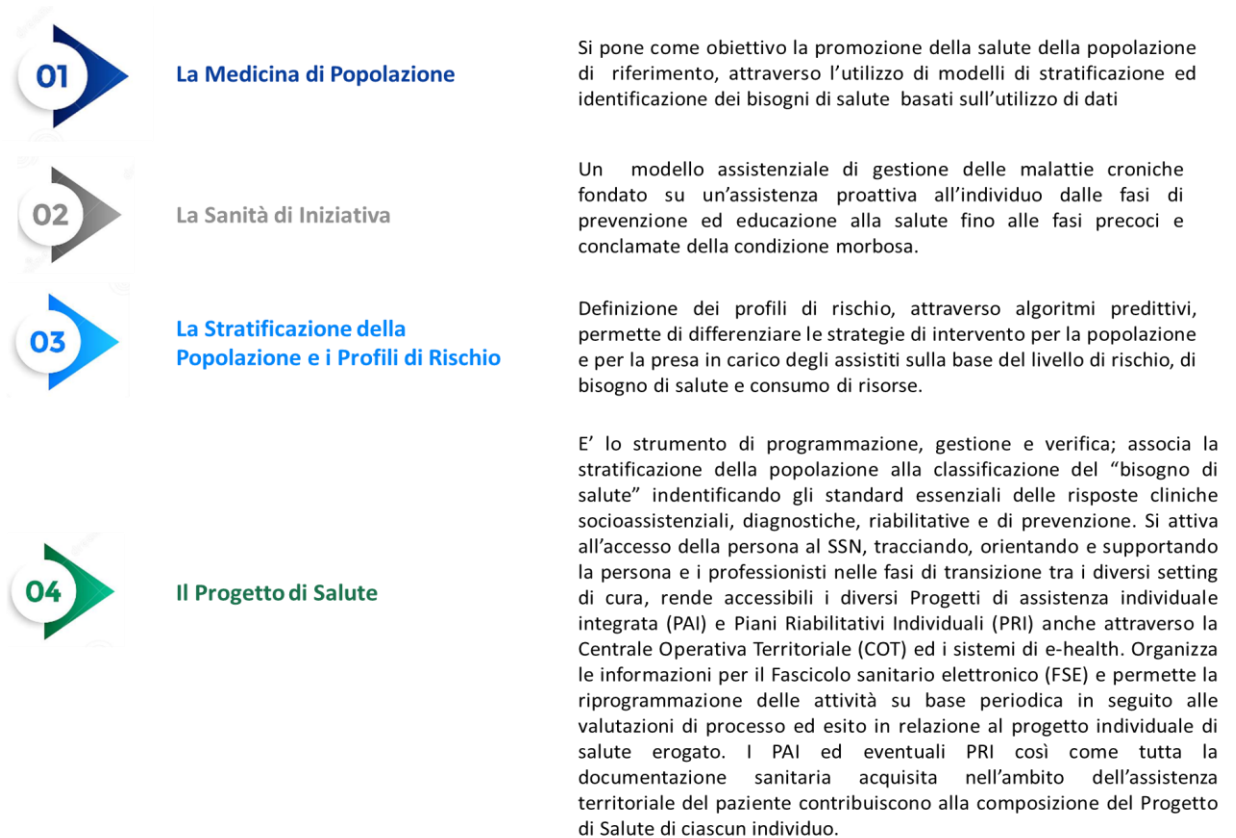 01
La Medicina di Popolazione
Si pone come obiettivo la promozione della salute della popolazione
di riferimento, attraverso l’utilizzo di modelli di stratificazione ed
identificazione dei bisogni di salute basati sull’utilizzo di dati
02
La Sanità di Iniziativa
Un modello assistenziale di gestione delle malattie croniche
fondato su un’assistenza proattiva all’individuo dalle fasi di
prevenzione ed educazione alla salute fino alle fasi precoci e
conclamate della condizione morbosa.
03
La Stratificazione della
Popolazione e i Profili di Rischio
Definizione dei profili di rischio, attraverso algoritmi predittivi,
permette di differenziare le strategie di intervento per la popolazione
e per la presa in carico degli assistiti sulla base del livello di rischio, di
bisogno di salute e consumo di risorse.
04
Il Progetto di Salute
E’ lo strumento di programmazione, gestione e verifica; associa la
stratificazione della popolazione alla classificazione del “bisogno di
salute” indentificando gli standard essenziali delle risposte cliniche
socioassistenziali, diagnostiche, riabilitative e di prevenzione. Si attiva
all’accesso della persona al SSN, tracciando, orientando e supportando
la persona e i professionisti nelle fasi di transizione tra i diversi setting
di cura, rende accessibili i diversi Progetti di assistenza individuale
integrata (PAI) e Piani Riabilitativi Individuali (PRI) anche attraverso la
Centrale Operativa Territoriale (COT) ed i sistemi di e-health. Organizza
le informazioni per il Fascicolo sanitario elettronico (FSE) e permette la
riprogrammazione delle attività su base periodica in seguito alle
valutazioni di processo ed esito in relazione al progetto individuale di
salute erogato. I PAI ed eventuali PRI così come tutta la
documentazione sanitaria acquisita nell’ambito dell’assistenza
territoriale del paziente contribuiscono alla composizione del Progetto
di Salute di ciascun individuo.